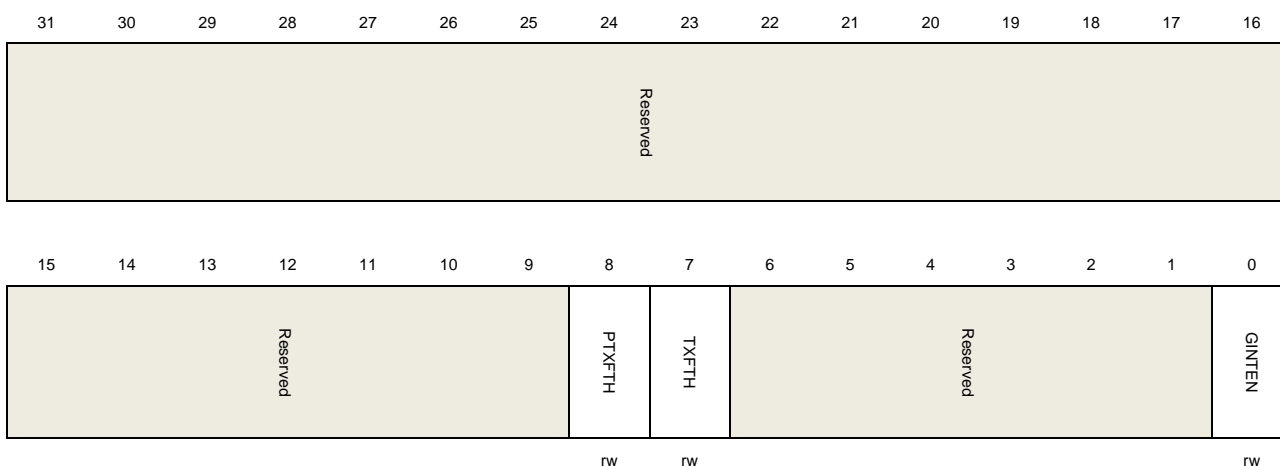 31 30 29 28 27 26 25 24 23 22 21 20 19 18 17 16
Reserved
15 14 13 12 11 10 9 8 7 6 5 4 3 2 1 0
Reserved PTXFTH TXFTH Reserved GINTEN
rw rw rw